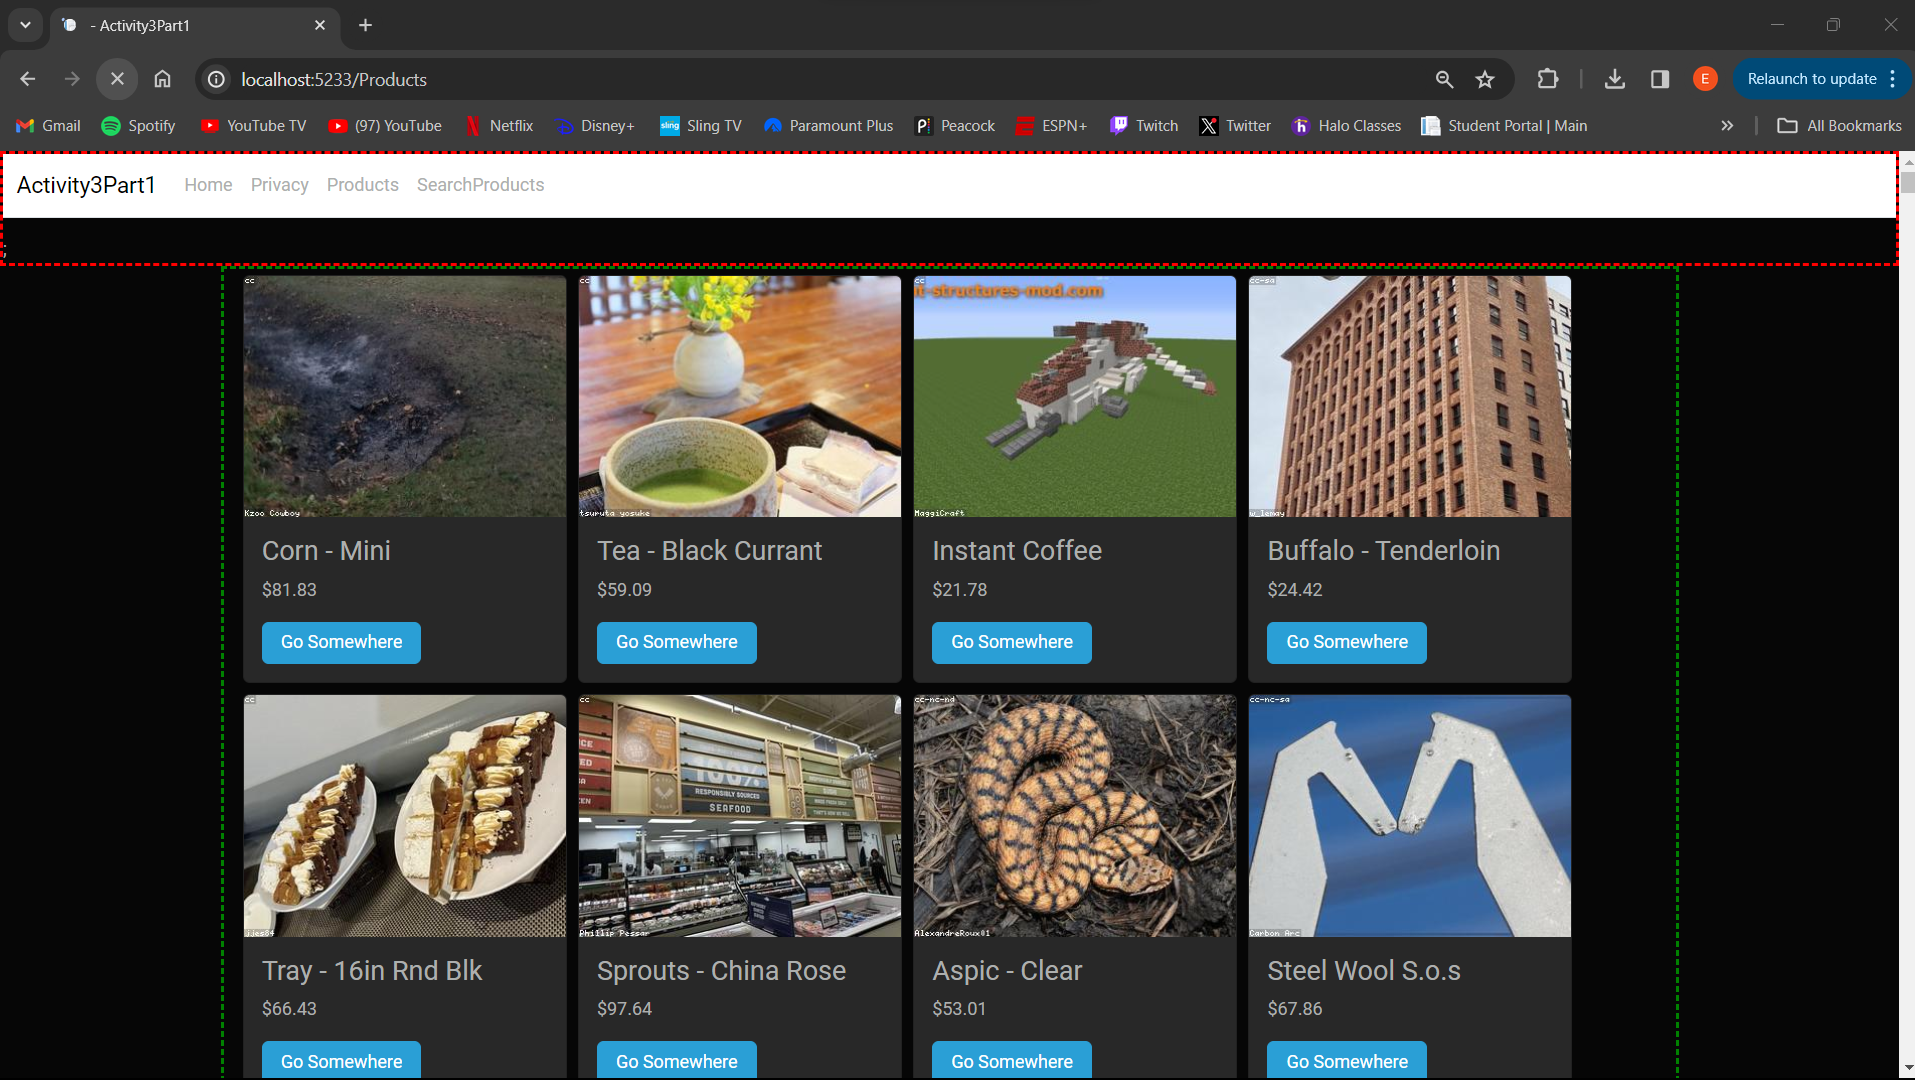 - Activity3Part1
localhost:5233/Products
Relaunch to update
E
Gmail Spotify YouTube TV (97) YouTube Netflix Disney+ Sling TV Paramount Plus Peacock ESPN+ Twitch Twitter Halo Classes Student Portal | Main All Bookmarks
Activity3Part1 Home Privacy Products SearchProducts
;
cc cc cc cc-sa
it-structures-mod.com
Kzoo Cowboy tsuruta yosuke MaggiCraft w_lemay
Corn - Mini Tea - Black Currant Instant Coffee Buffalo - Tenderloin
$81.83 $59.09 $21.78 $24.42
Go Somewhere Go Somewhere Go Somewhere Go Somewhere
cc cc cc-nc-nd cc-nc-sa
100%
RESPONSIBLY SOURCED
SEAFOOD
jjes84 Phillip Pessar AlexandreRoux01 Carbon Arc
Tray - 16in Rnd Blk Sprouts - China Rose Aspic - Clear Steel Wool S.o.s
$66.43 $97.64 $53.01 $67.86
Go Somewhere Go Somewhere Go Somewhere Go Somewhere